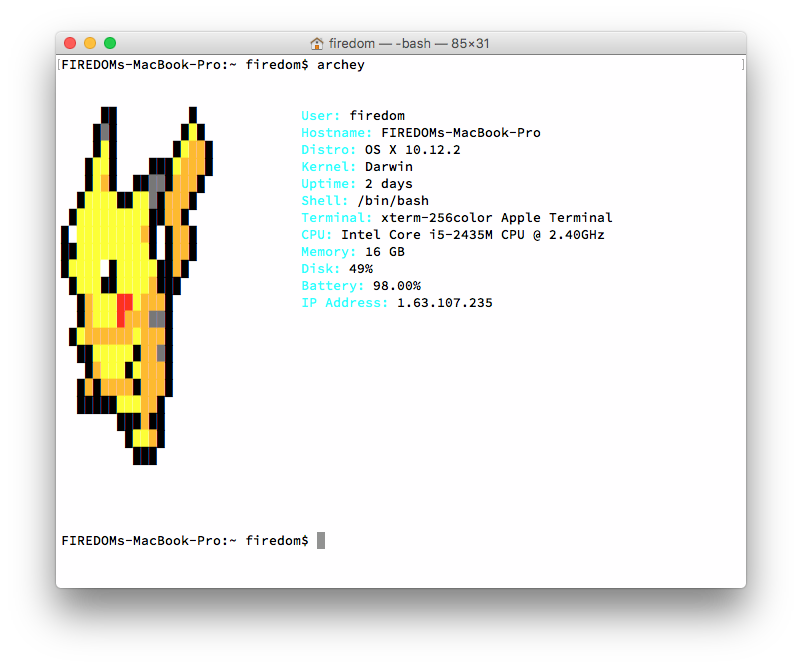 firedom — -bash — 85×31
[FIREDOMs-MacBook-Pro:~ firedom$ archey ]
User: firedom
Hostname: FIREDOMs-MacBook-Pro
Distro: OS X 10.12.2
Kernel: Darwin
Uptime: 2 days
Shell: /bin/bash
Terminal: xterm-256color Apple Terminal
CPU: Intel Core i5-2435M CPU @ 2.40GHz
Memory: 16 GB
Disk: 49%
Battery: 98.00%
IP Address: 1.63.107.235
FIREDOMs-MacBook-Pro:~ firedom$